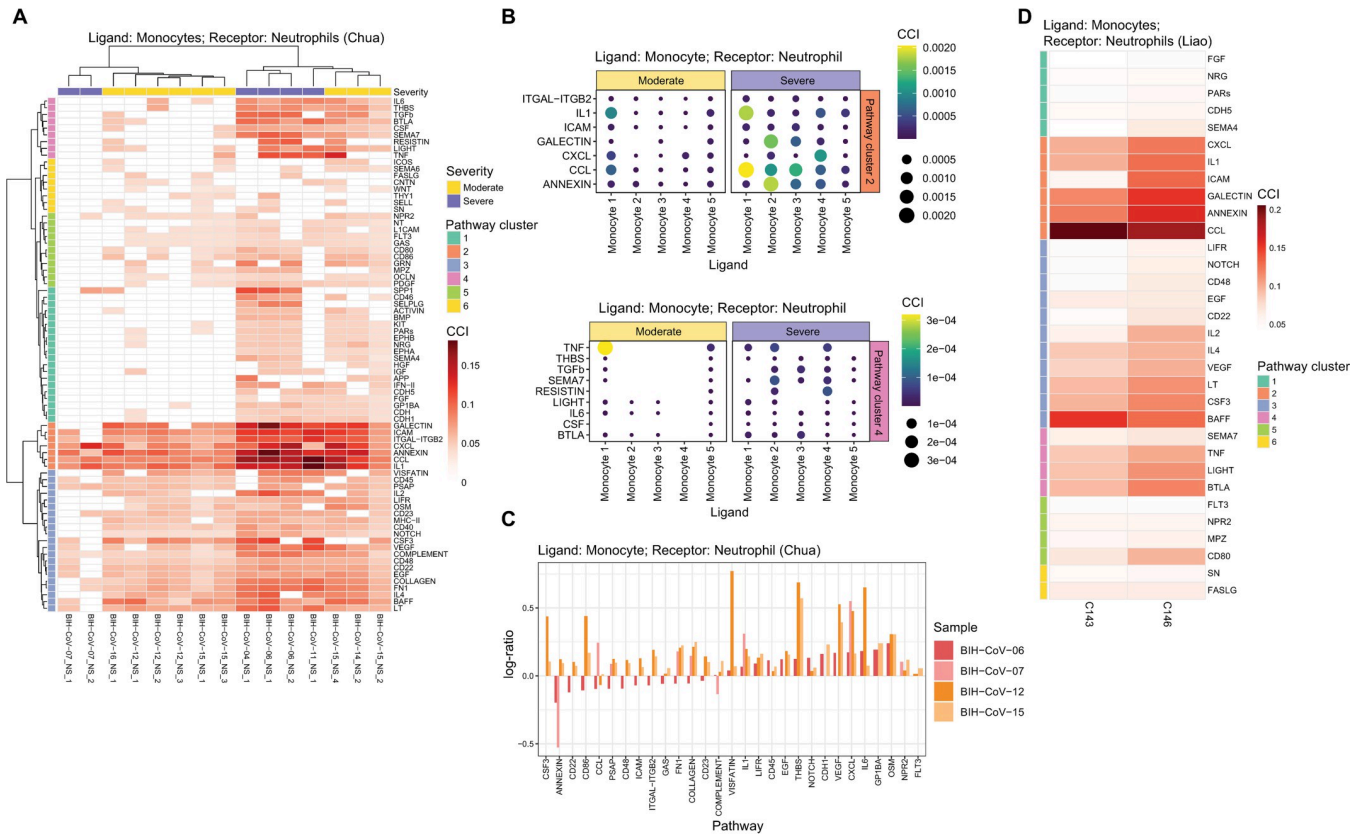 A
Ligand: Monocytes; Receptor: Neutrophils (Chua)
Severity
IL6
THBS
TGFb
BTLA
CSF
SEMA7
RESISTIN
LIGHT
TNF
ICOS
SEMA6
FASLG
CNTN
WNT
THY1
SELL
SN
NPR2
NT
L1CAM
FLT3
GAS
CD80
CD86
GRN
MPZ
OCLN
PDGF
SPP1
CD46
SELPLG
ACTIVIN
BMP
KIT
PARs
EPHB
NRG
EPHA
SEMA4
HGF
IGF
APP
IFN-II
CDH5
FGF
GP1BA
CDH
CDH1
GALECTIN
ICAM
ITGAL-ITGB2
CXCL
ANNEXIN
CCL
IL1
VISFATIN
CD45
PSAP
IL2
LIFR
OSM
CD23
MHC-II
CD40
NOTCH
CSF3
VEGF
COMPLEMENT
CD48
CD22
EGF
COLLAGEN
FN1
IL4
BAFF
LT
BIH-CoV-07_NS_1
BIH-CoV-07_NS_2
BIH-CoV-19_NS_1
BIH-CoV-12_NS_1
BIH-CoV-12_NS_2
BIH-CoV-12_NS_3
BIH-CoV-15_NS_1
BIH-CoV-15_NS_3
BIH-CoV-04_NS_1
BIH-CoV-06_NS_1
BIH-CoV-06_NS_2
BIH-CoV-11_NS_1
BIH-CoV-15_NS_4
BIH-CoV-14_NS_2
BIH-CoV-15_NS_2
Severity
Moderate
Severe
Pathway cluster
1
2
3
4
5
6
CCI
0.15
0.10
0.05
0
B
Ligand: Monocyte; Receptor: Neutrophil
Moderate
Severe
ITGAL-ITGB2
IL1
ICAM
GALECTIN
CXCL
CCL
ANNEXIN
Pathway cluster 2
Monocyte 1
Monocyte 2
Monocyte 3
Monocyte 4
Monocyte 5
Monocyte 1
Monocyte 2
Monocyte 3
Monocyte 4
Monocyte 5
Ligand
CCI
0.0020
0.0015
0.0010
0.0005
0.0005
0.0010
0.0015
0.0020
Ligand: Monocyte; Receptor: Neutrophil
Moderate
Severe
TNF
THBS
TGFb
SEMA7
RESISTIN
LIGHT
IL6
CSF
BTLA
Pathway cluster 4
Monocyte 1
Monocyte 2
Monocyte 3
Monocyte 4
Monocyte 5
Monocyte 1
Monocyte 2
Monocyte 3
Monocyte 4
Monocyte 5
Ligand
CCI
3e-04
2e-04
1e-04
1e-04
2e-04
3e-04
C
Ligand: Monocyte; Receptor: Neutrophil (Chua)
log-ratio
0.5
0.0
−0.5
CSF3
ANNEXIN
CD22
CD86
CCL
PSAP
CD48
ICAM
ITGAL-ITGB2
GAS
FN1
COLLAGEN
CD23
COMPLEMENT
VISFATIN
IL1
LIFR
CD45
EGF
THBS
NOTCH
CDH1
VEGF
CXCL
IL6
GP1BA
OSM
NPR2
FLT3
Pathway
Sample
BIH-CoV-06
BIH-CoV-07
BIH-CoV-12
BIH-CoV-15
D
Ligand: Monocytes;
Receptor: Neutrophils (Liao)
FGF
NRG
PARs
CDH5
SEMA4
CXCL
IL1
ICAM
GALECTIN
ANNEXIN
CCL
LIFR
NOTCH
CD48
EGF
CD22
IL2
IL4
VEGF
LT
CSF3
BAFF
SEMA7
TNF
LIGHT
BTLA
FLT3
NPR2
MPZ
CD80
SN
FASLG
C143
C146
CCI
0.2
0.15
0.1
0.05
Pathway cluster
1
2
3
4
5
6